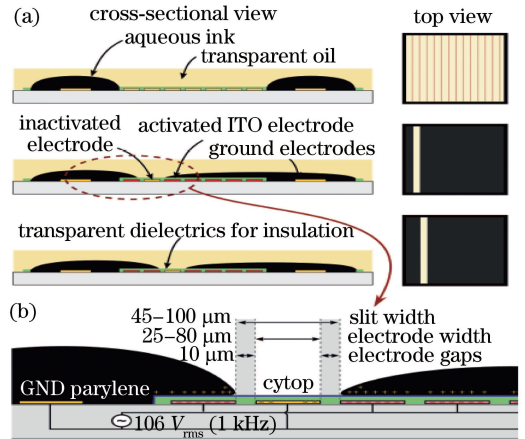 (a)
cross-sectional view
top view
aqueous ink
transparent oil
inactivated electrode
activated ITO electrode
ground electrodes
transparent dielectrics for insulation
(b)
45–100 μm
slit width
25–80 μm
electrode width
10 μm
electrode gaps
GND parylene
cytop
106 Vrms (1 kHz)